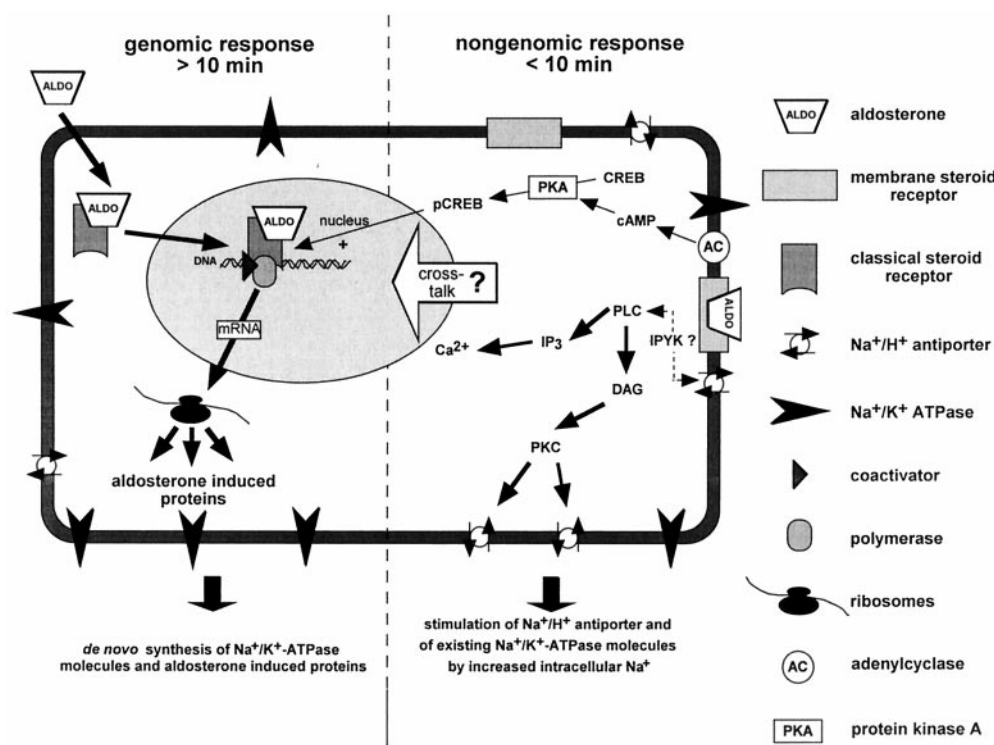 genomic response
> 10 min
nongenomic response
< 10 min
ALDO
ALDO
ALDO
nucleus
+
DNA
mRNA
aldosterone induced
proteins
cross-
talk ?
pCREB
PKA
CREB
cAMP
AC
ALDO
PLC
IPYK ?
IP3
Ca2+
DAG
PKC
de novo synthesis of Na+/K+-ATPase
molecules and aldosterone induced proteins
stimulation of Na+/H+ antiporter and
of existing Na+/K+-ATPase molecules
by increased intracellular Na+
ALDO
aldosterone
membrane steroid
receptor
classical steroid
receptor
Na+/H+ antiporter
Na+/K+ ATPase
coactivator
polymerase
ribosomes
AC
adenylcyclase
PKA
protein kinase A